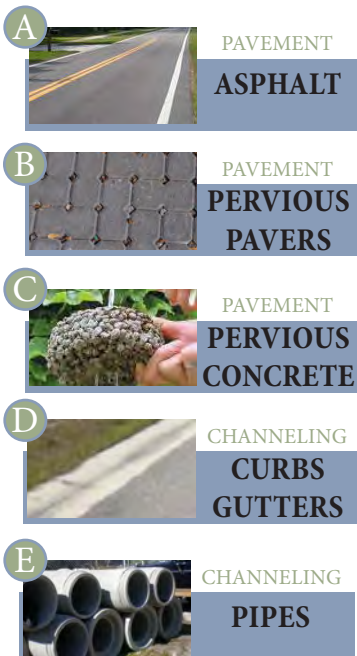 A
PAVEMENT
ASPHALT
B
PAVEMENT
PERVIOUS
PAVERS
C
PAVEMENT
PERVIOUS
CONCRETE
D
CHANNELING
CURBS
GUTTERS
E
CHANNELING
PIPES